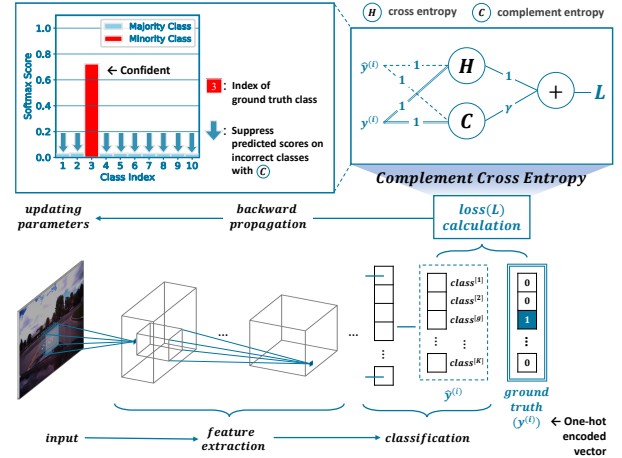 Majority Class
Minority Class
Softmax Score
1.0
0.8
0.6
0.4
0.2
0.0
← Confident
1 2 3 4 5 6 7 8 9 10
Class Index
3 : Index of
ground truth class
: Suppress
predicted scores on
incorrect classes
with Ⓒ
H cross entropy
C complement entropy
ŷ⁽ⁱ⁾
y⁽ⁱ⁾
1
1
1
1
H
C
1
γ
+
L
Complement Cross Entropy
updating
parameters
backward
propagation
loss(L)
calculation
...
...
...
class[1]
class[2]
class[g]
⋮ ⋮
class[K]
ŷ⁽ⁱ⁾
0
0
1
⋮
0
ground
truth
(y⁽ⁱ⁾)
← One-hot
encoded
vector
input
feature
extraction
classification